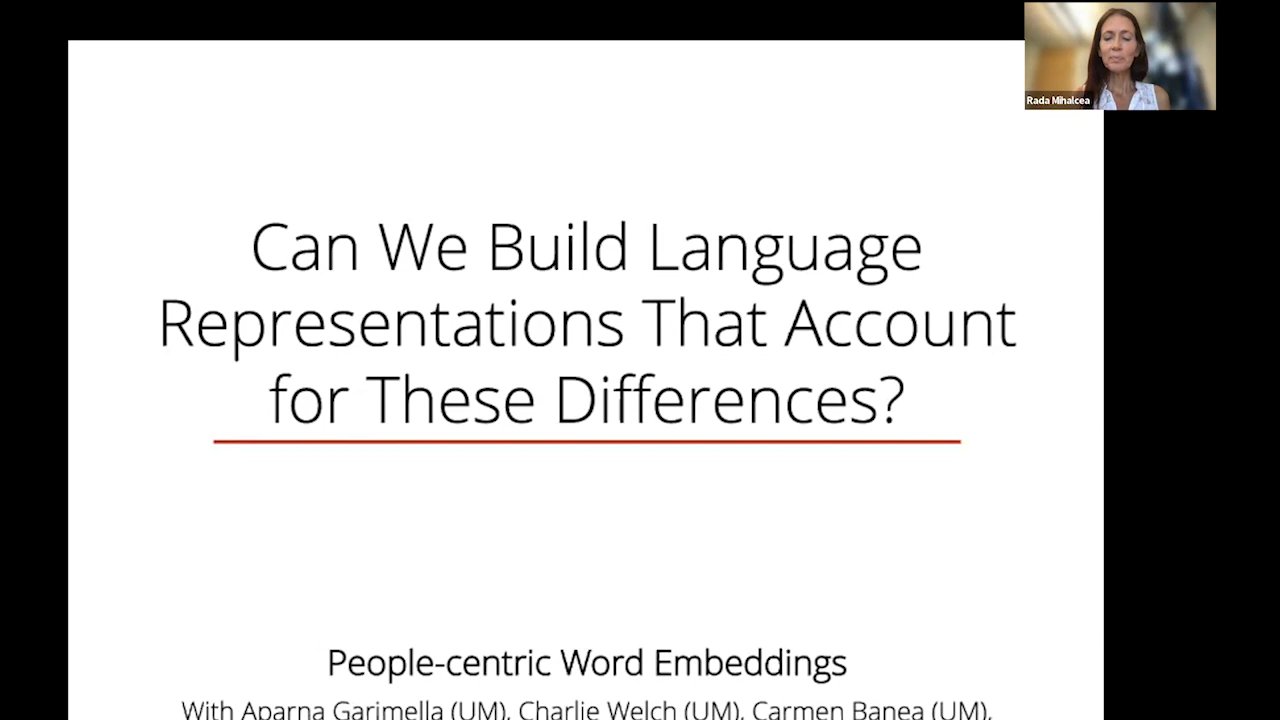 Rada Mihalcea
Can We Build Language
Representations That Account
for These Differences?
People-centric Word Embeddings
With Aparna Garimella (UM), Charlie Welch (UM), Carmen Banea (UM),